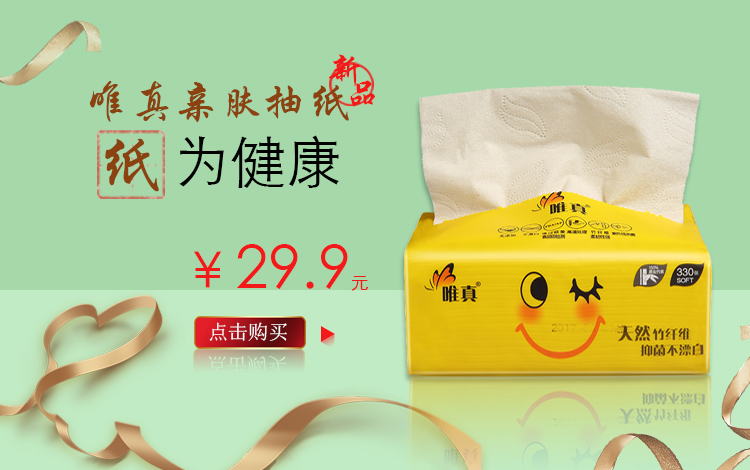 新品
唯真亲肤抽纸
纸为健康
￥29.9元
点击购买
唯真®
唯真®
330张
SOFT
天然竹纤维
抑菌不漂白